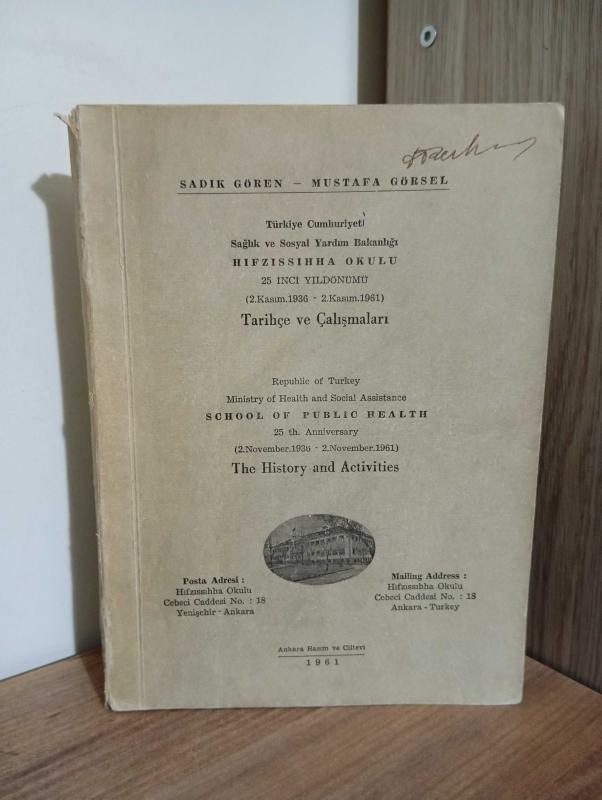 SADIK GÖREN - MUSTAFA GÖRSEL
Türkiye Cumhuriyeti
Sağlık ve Sosyal Yardım Bakanlığı
HIFZISSIHHA OKULU
25 İNCİ YILDÖNÜMÜ
(2.Kasım.1936 - 2.Kasım.1961)
Tarihçe ve Çalışmaları
Republic of Turkey
Ministry of Health and Social Assistance
SCHOOL OF PUBLIC HEALTH
25 th. Anniversary
(2.November.1936 - 2.November.1961)
The History and Activities
Posta Adresi :
Hıfzıssıhha Okulu
Cebeci Caddesi No. : 18
Yenişehir - Ankara
Mailing Address :
Hıfzıssıhha Okulu
Cebeci Caddesi No. : 18
Ankara - Turkey
Ankara Basım ve Ciltevi
1961